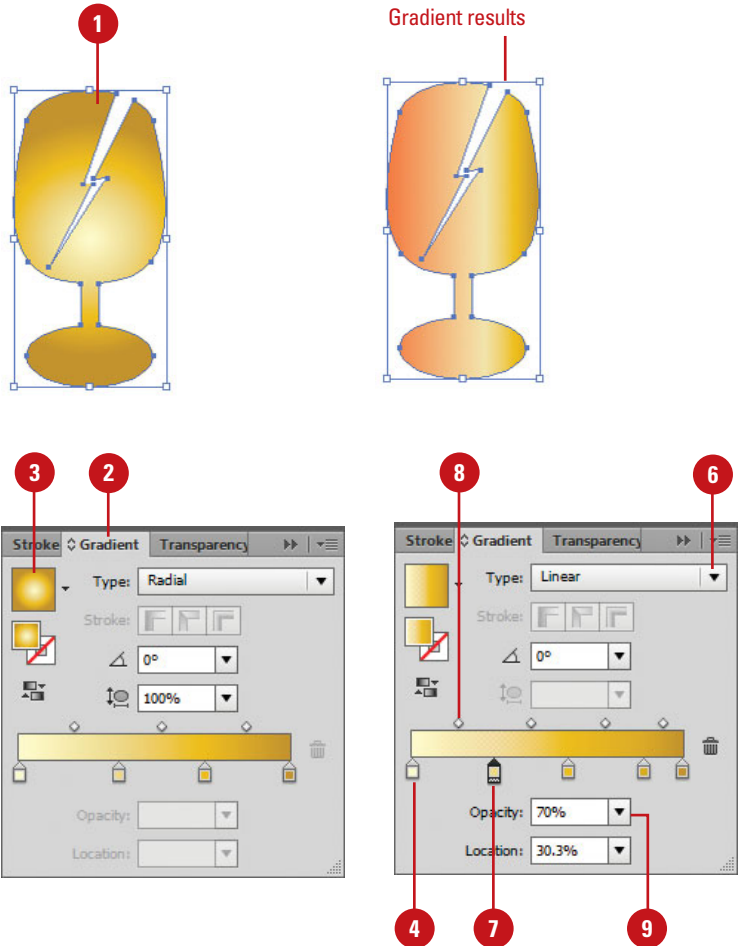 1
Gradient results
3
2
8
6
Stroke Gradient Transparency
Type: Radial
Stroke:
0°
100%
Opacity:
Location:
Stroke Gradient Transparency
Type: Linear
Stroke:
0°
Opacity: 70%
Location: 30.3%
4
7
9